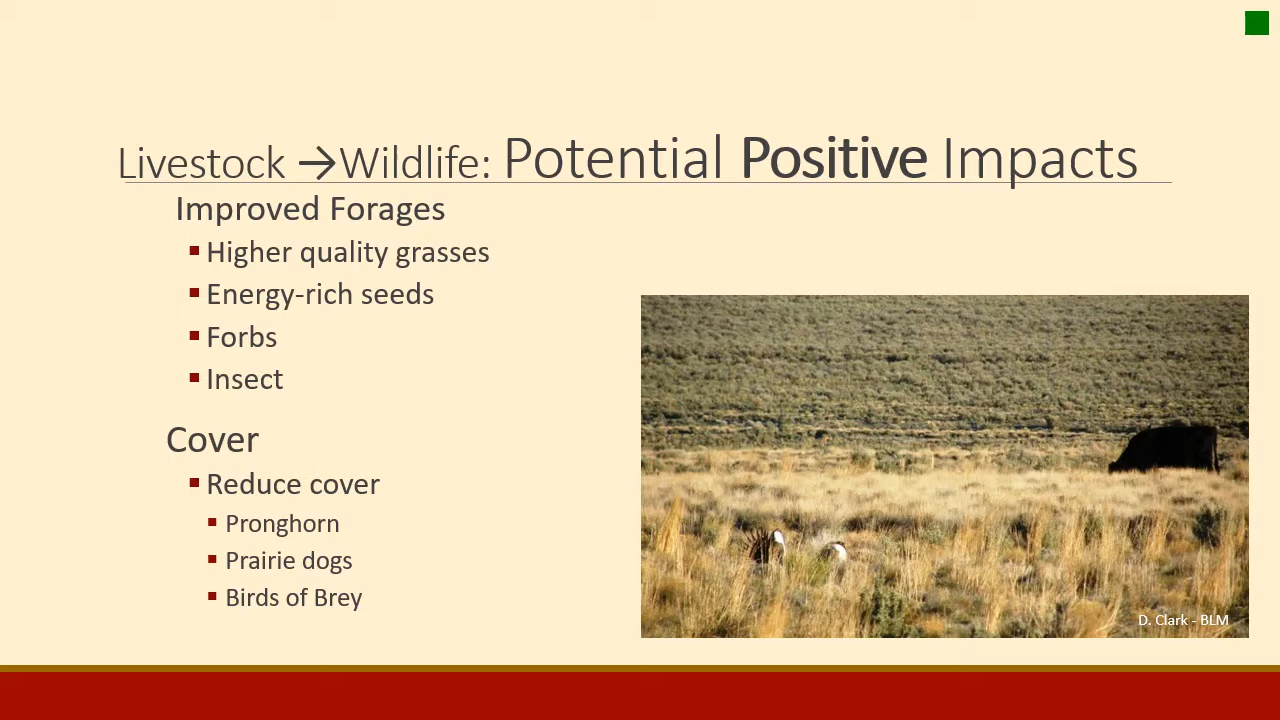 Livestock →Wildlife: Potential Positive Impacts
Improved Forages
▪ Higher quality grasses
▪ Energy-rich seeds
▪ Forbs
▪ Insect
Cover
▪ Reduce cover
▪ Pronghorn
▪ Prairie dogs
▪ Birds of Brey
D. Clark - BLM